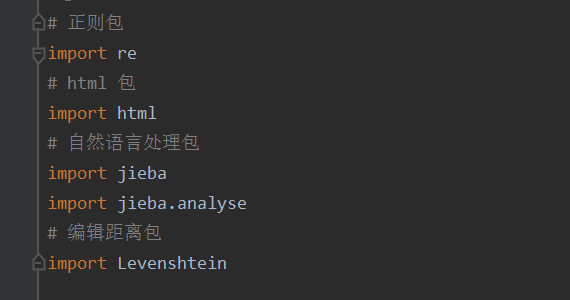 # 正则包
import re
# html 包
import html
# 自然语言处理包
import jieba
import jieba.analyse
# 编辑距离包
import Levenshtein